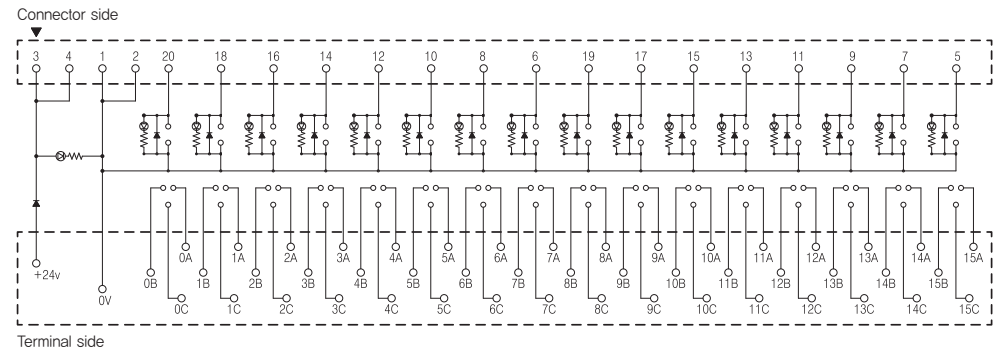 Connector side
3 4 1 2 20 18 16 14 12 10 8 6 19 17 15 13 11 9 7 5
0A 1A 2A 3A 4A 5A 6A 7A 8A 9A 10A 11A 12A 13A 14A 15A
+24v 0B 1B 2B 3B 4B 5B 6B 7B 8B 9B 10B 11B 12B 13B 14B 15B
0V 0C 1C 2C 3C 4C 5C 6C 7C 8C 9C 10C 11C 12C 13C 14C 15C
Terminal side